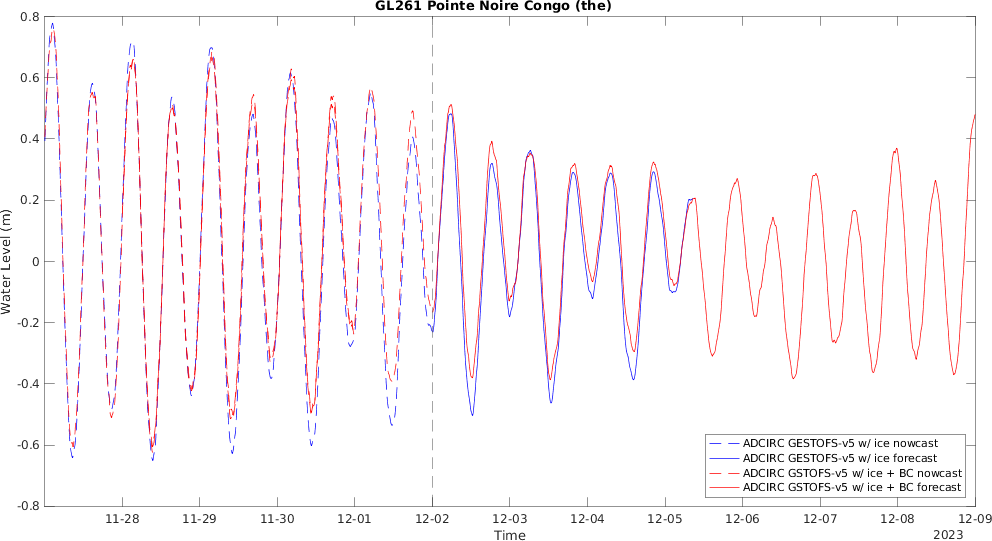 GL261 Pointe Noire Congo (the)
0.8
0.6
0.4
0.2
0
-0.2
-0.4
-0.6
-0.8
Water Level (m)
ADCIRC GESTOFS-v5 w/ ice nowcast
ADCIRC GESTOFS-v5 w/ ice forecast
ADCIRC GSTOFS-v5 w/ ice + BC nowcast
ADCIRC GSTOFS-v5 w/ ice + BC forecast
11-28 11-29 11-30 12-01 12-02 12-03 12-04 12-05 12-06 12-07 12-08 12-09
Time
2023